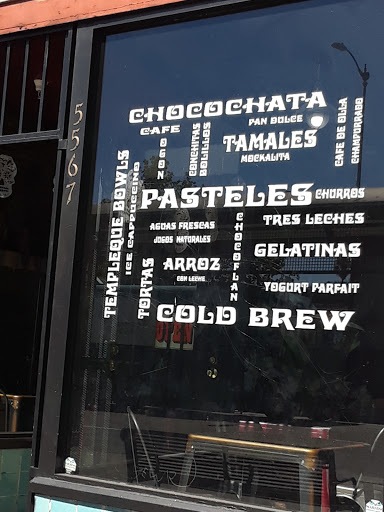 5567
CHOCOCHATA
CAFE
PAN DULCE
OGON
CONCHITAS
BOLILLOS
TAMALES
MOCKALITA
CAFE DE OLLA
CHAMPURRADO
TEMPLEQUE BOWLS
ICE CAPPUCCINO
PASTELES
CHURROS
AGUAS FRESCAS
JUGOS NATURALES
CHOCOFLAN
TRES LECHES
TORTAS
ARROZ
CON LECHE
GELATINAS
YOGURT PARFAIT
COLD BREW
OPEN